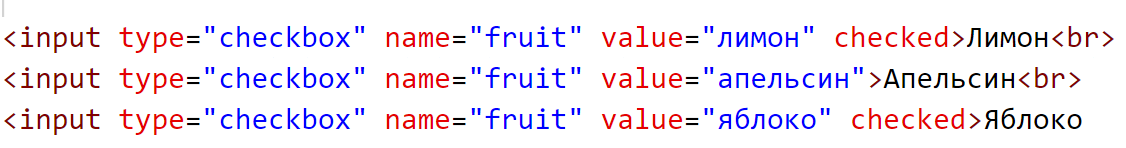 <input type="checkbox" name="fruit" value="лимон" checked>Лимон<br>
<input type="checkbox" name="fruit" value="апельсин">Апельсин<br>
<input type="checkbox" name="fruit" value="яблоко" checked>Яблоко